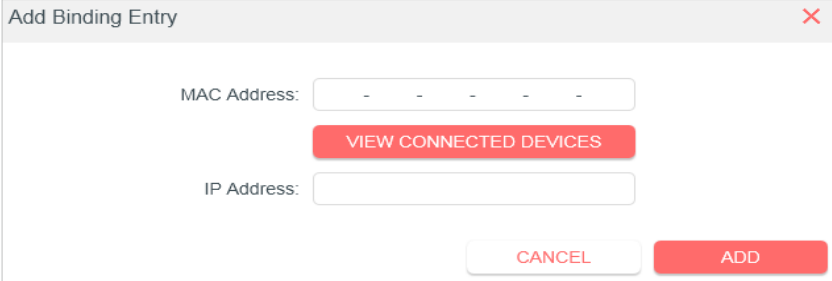 Add Binding Entry
MAC Address: - - - - -
VIEW CONNECTED DEVICES
IP Address:
CANCEL ADD